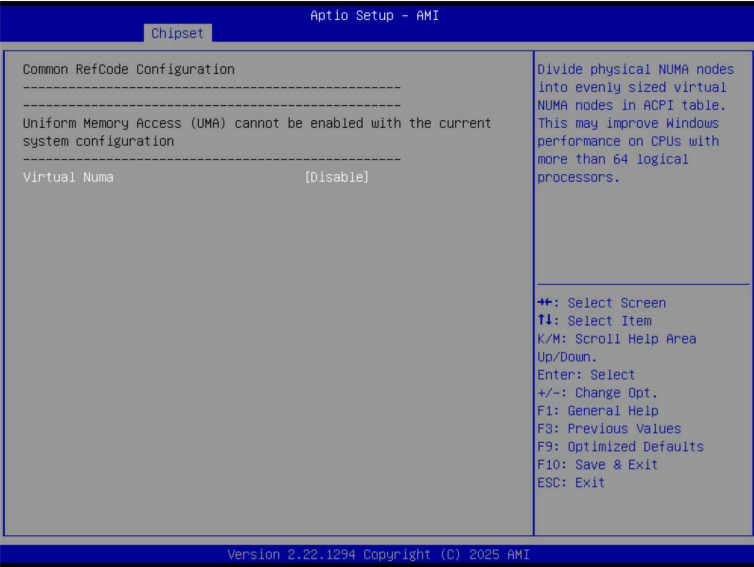 Aptio Setup – AMI
Chipset
Common RefCode Configuration
--------------------------------------------------
--------------------------------------------------
Uniform Memory Access (UMA) cannot be enabled with the current
system configuration
--------------------------------------------------
Virtual Numa [Disable]
Divide physical NUMA nodes
into evenly sized virtual
NUMA nodes in ACPI table.
This may improve Windows
performance on CPUs with
more than 64 logical
processors.
→←: Select Screen
↑↓: Select Item
K/M: Scroll Help Area
Up/Down.
Enter: Select
+/-: Change Opt.
F1: General Help
F3: Previous Values
F9: Optimized Defaults
F10: Save & Exit
ESC: Exit
Version 2.22.1294 Copyright (C) 2025 AMI